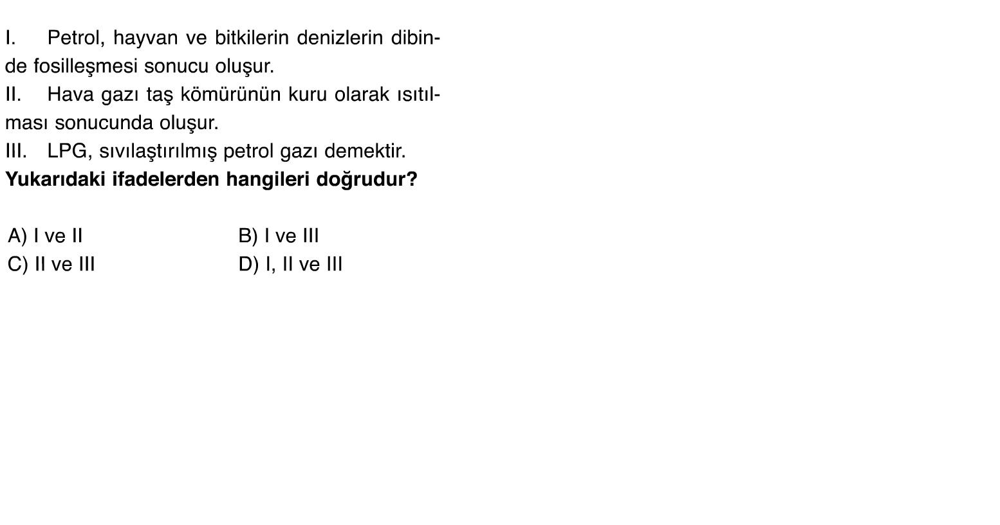 I. Petrol, hayvan ve bitkilerin denizlerin dibin-
de fosilleşmesi sonucu oluşur.
II. Hava gazı taş kömürünün kuru olarak ısıtıl-
ması sonucunda oluşur.
III. LPG, sıvılaştırılmış petrol gazı demektir.
Yukarıdaki ifadelerden hangileri doğrudur?
A) I ve II B) I ve III
C) II ve III D) I, II ve III